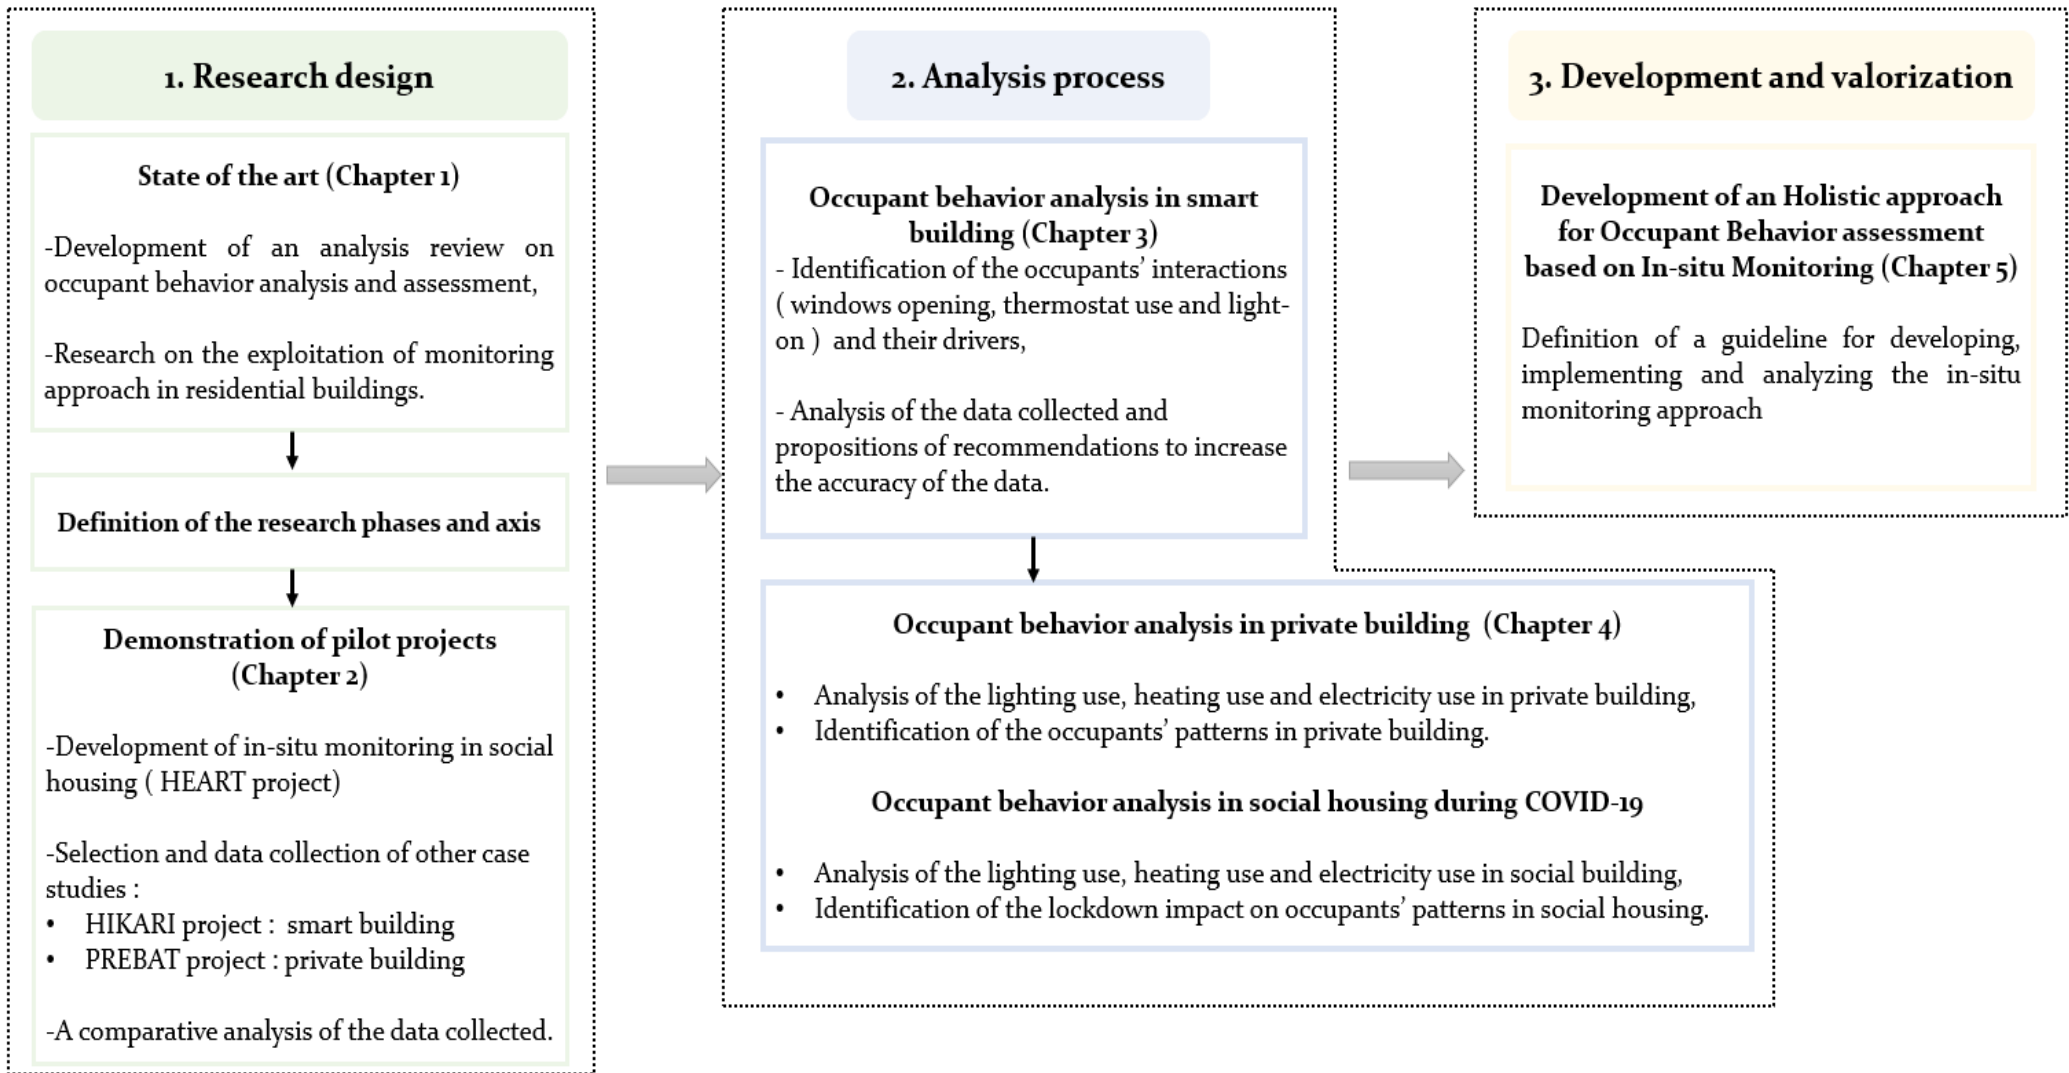 1. Research design
State of the art (Chapter 1)
-Development of an analysis review on
occupant behavior analysis and assessment,
-Research on the exploitation of monitoring
approach in residential buildings.
Definition of the research phases and axis
Demonstration of pilot projects
(Chapter 2)
-Development of in-situ monitoring in social
housing ( HEART project)
-Selection and data collection of other case
studies :
• HIKARI project : smart building
• PREBAT project : private building
-A comparative analysis of the data collected.
2. Analysis process
Occupant behavior analysis in smart
building (Chapter 3)
- Identification of the occupants’ interactions
( windows opening, thermostat use and light-
on ) and their drivers,
- Analysis of the data collected and
propositions of recommendations to increase
the accuracy of the data.
Occupant behavior analysis in private building (Chapter 4)
• Analysis of the lighting use, heating use and electricity use in private building,
• Identification of the occupants’ patterns in private building.
Occupant behavior analysis in social housing during COVID-19
• Analysis of the lighting use, heating use and electricity use in social building,
• Identification of the lockdown impact on occupants’ patterns in social housing.
3. Development and valorization
Development of an Holistic approach
for Occupant Behavior assessment
based on In-situ Monitoring (Chapter 5)
Definition of a guideline for developing,
implementing and analyzing the in-situ
monitoring approach